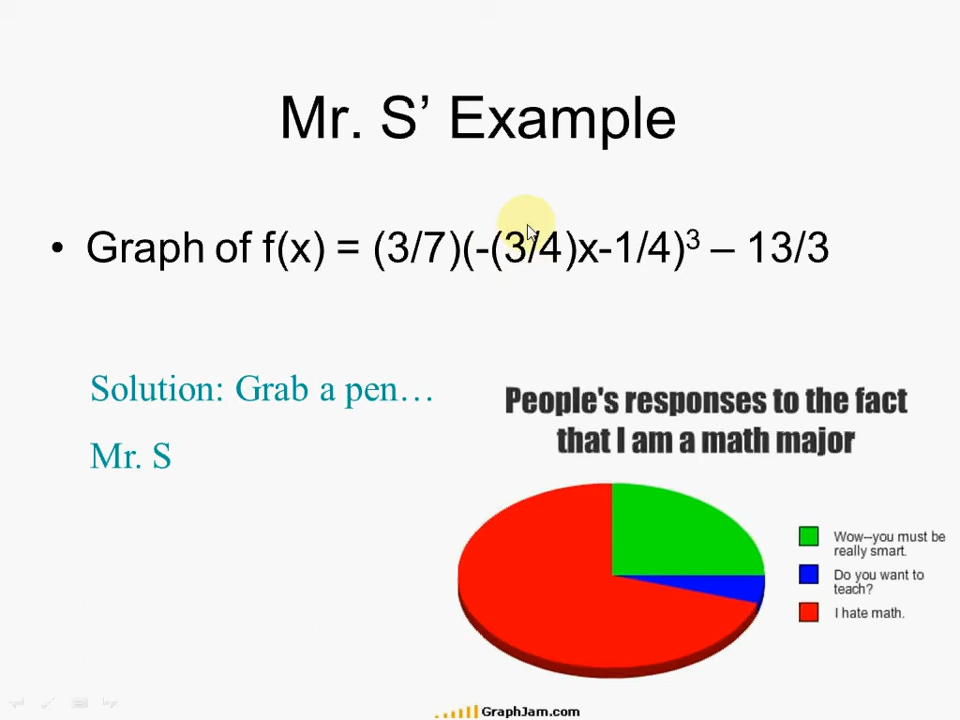 Mr. S’ Example
• Graph of f(x) = (3/7)(-(3/4)x-1/4)³ – 13/3
Solution: Grab a pen…
Mr. S
People's responses to the fact
that I am a math major
Wow--you must be
really smart.
Do you want to
teach?
I hate math.
GraphJam.com